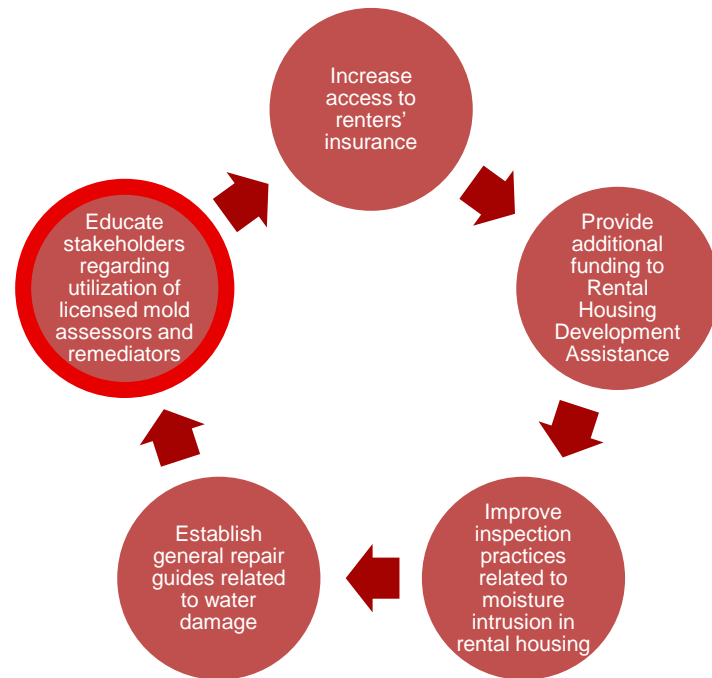 Increase
access to
renters'
insurance
Provide
additional
funding to
Rental
Housing
Development
Assistance
Improve
inspection
practices
related to
moisture
intrusion in
rental housing
Establish
general repair
guides related
to water
damage
Educate
stakeholders
regarding
utilization of
licensed mold
assessors and
remediators